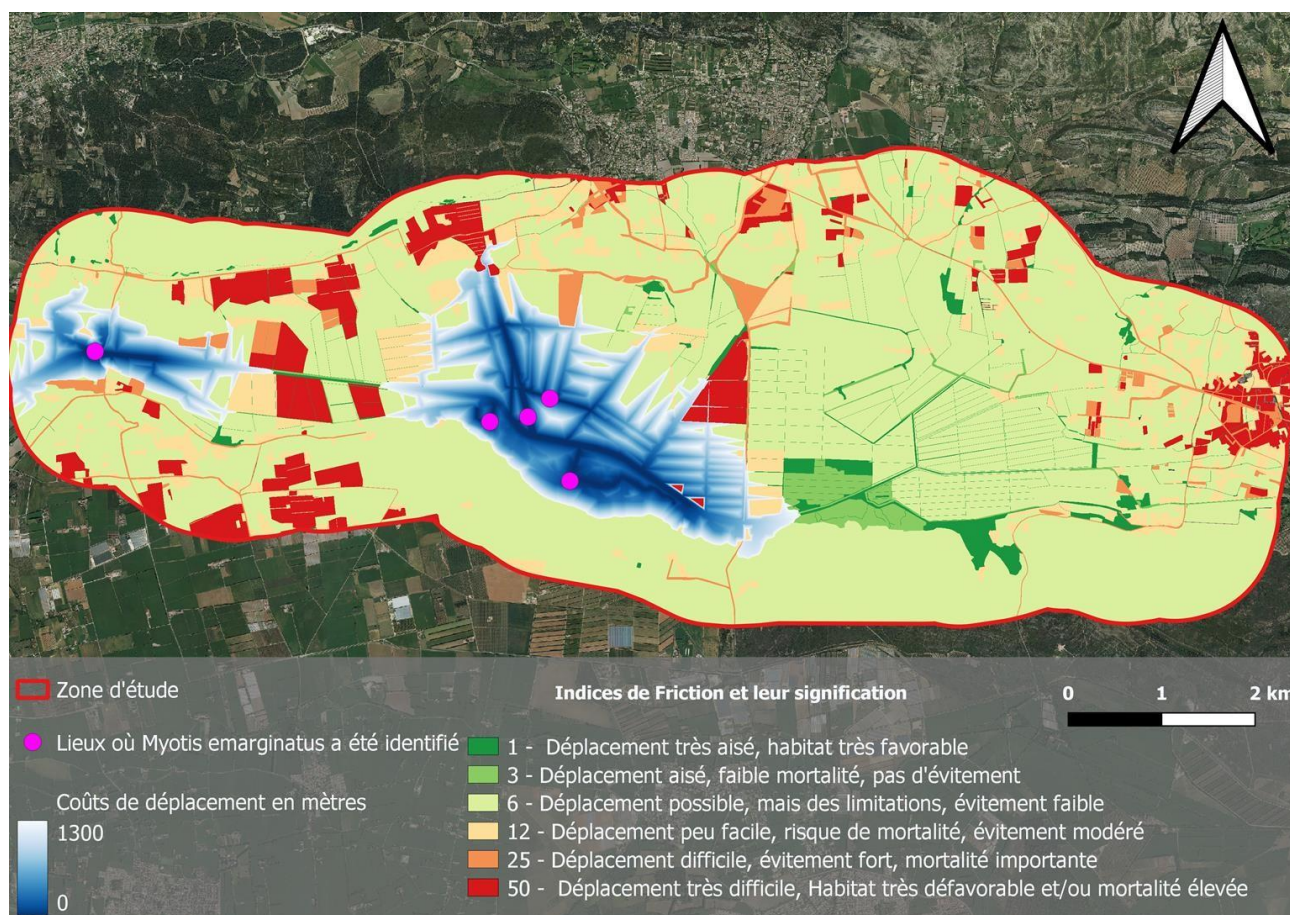 Zone d'étude
Indices de Friction et leur signification
0 1 2 km
Lieux où Myotis emarginatus a été identifié
1 - Déplacement très aisé, habitat très favorable
3 - Déplacement aisé, faible mortalité, pas d'évitement
Coûts de déplacement en mètres
6 - Déplacement possible, mais des limitations, évitement faible
1300
12 - Déplacement peu facile, risque de mortalité, évitement modéré
25 - Déplacement difficile, évitement fort, mortalité importante
50 - Déplacement très difficile, Habitat très défavorable et/ou mortalité élevée
0